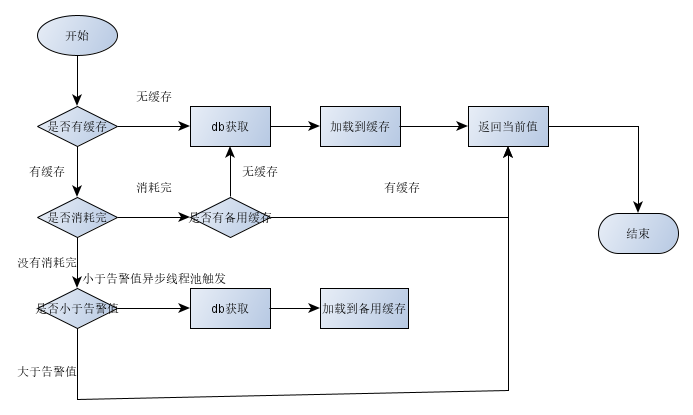 开始
无缓存
是否有缓存
db获取
加载到缓存
返回当前值
有缓存
消耗完
无缓存
有缓存
是否消耗完
是否有备用缓存
结束
没有消耗完
小于告警值异步线程池触发
是否小于告警值
db获取
加载到备用缓存
大于告警值